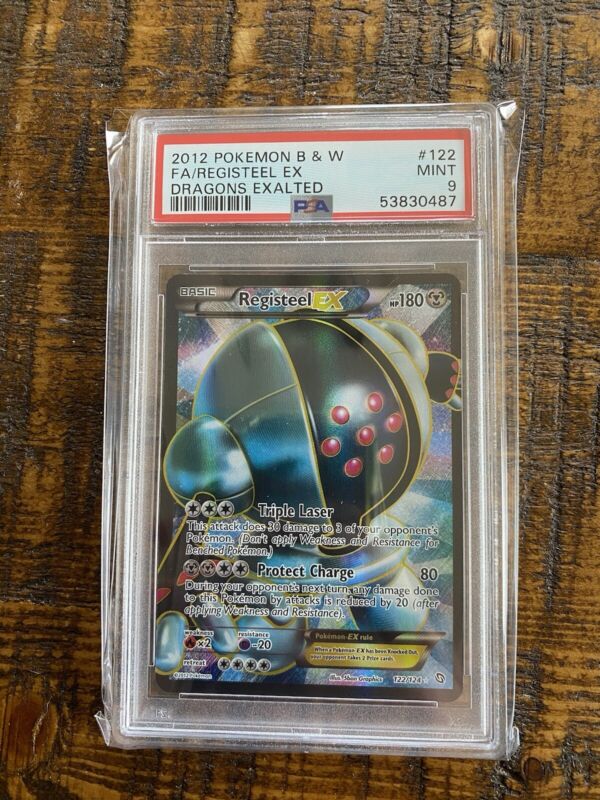 2012 POKEMON B & W #122
FA/REGISTEEL EX MINT
DRAGONS EXALTED 9
PSA 53830487
BASIC RegisteelEX HP180
Triple Laser
This attack does 30 damage to 3 of your opponent's
Pokémon. (Don't apply Weakness and Resistance for
Benched Pokémon.)
Protect Charge 80
During your opponent's next turn, any damage done
to this Pokémon by attacks is reduced by 20 (after
applying Weakness and Resistance).
weakness resistance Pokémon-EX rule
×2 -20 When a Pokémon-EX has been Knocked Out,
your opponent takes 2 Prize cards.
retreat
©2012 Pokémon Illus. 5ban Graphics 122/124